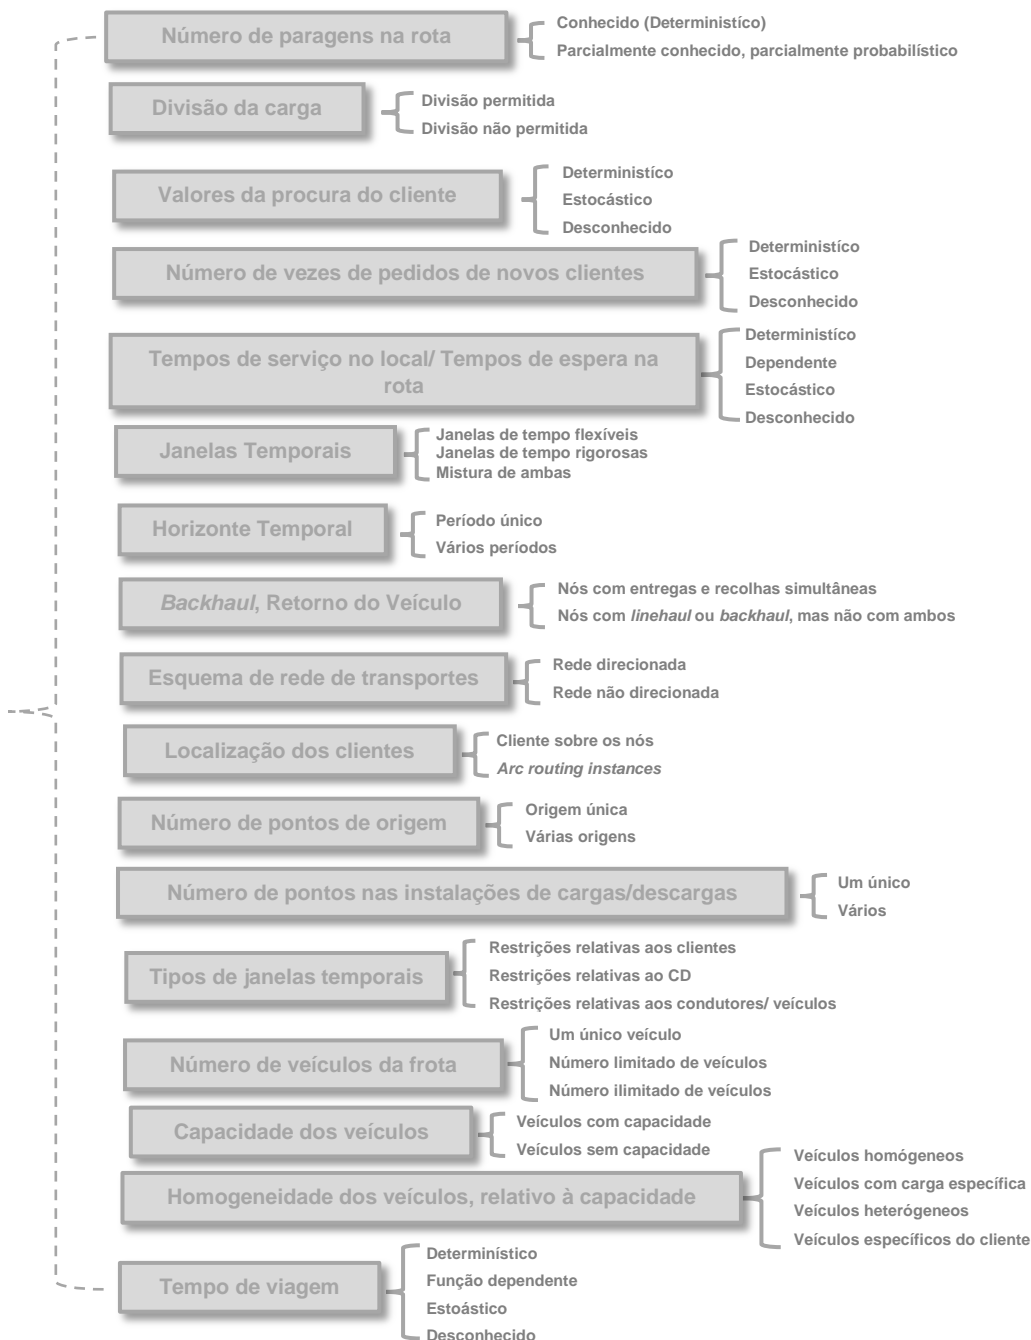 Número de paragens na rota
Conhecido (Deterministíco)
Parcialmente conhecido, parcialmente probabilístico
Divisão da carga
Divisão permitida
Divisão não permitida
Valores da procura do cliente
Deterministíco
Estocástico
Desconhecido
Número de vezes de pedidos de novos clientes
Deterministíco
Estocástico
Desconhecido
Tempos de serviço no local/ Tempos de espera na
rota
Deterministíco
Dependente
Estocástico
Desconhecido
Janelas Temporais
Janelas de tempo flexíveis
Janelas de tempo rigorosas
Mistura de ambas
Horizonte Temporal
Período único
Vários períodos
Backhaul, Retorno do Veículo
Nós com entregas e recolhas simultâneas
Nós com linehaul ou backhaul, mas não com ambos
Esquema de rede de transportes
Rede direcionada
Rede não direcionada
Localização dos clientes
Cliente sobre os nós
Arc routing instances
Número de pontos de origem
Origem única
Várias origens
Número de pontos nas instalações de cargas/descargas
Um único
Vários
Tipos de janelas temporais
Restrições relativas aos clientes
Restrições relativas ao CD
Restrições relativas aos condutores/ veículos
Número de veículos da frota
Um único veículo
Número limitado de veículos
Número ilimitado de veículos
Capacidade dos veículos
Veículos com capacidade
Veículos sem capacidade
Homogeneidade dos veículos, relativo à capacidade
Veículos homógeneos
Veículos com carga específica
Veículos heterógeneos
Veículos específicos do cliente
Tempo de viagem
Determinístico
Função dependente
Estoástico
Desconhecido